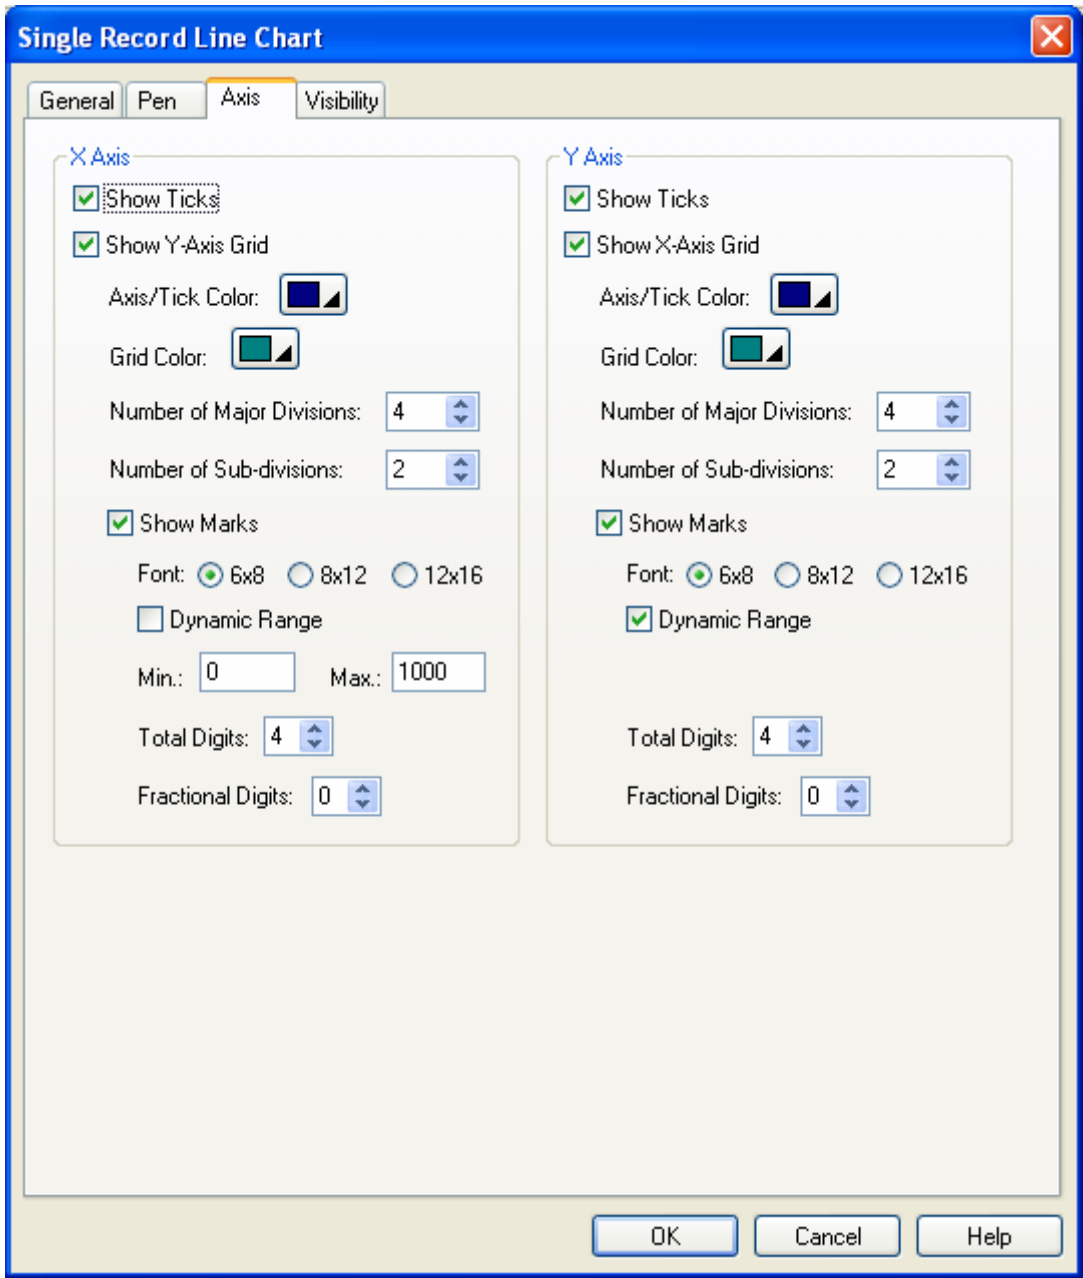 Single Record Line Chart
General Pen Axis Visibility
X Axis
Show Ticks
Show Y-Axis Grid
Axis/Tick Color:
Grid Color:
Number of Major Divisions: 4
Number of Sub-divisions: 2
Show Marks
Font: 6x8 8x12 12x16
Dynamic Range
Min.: 0 Max.: 1000
Total Digits: 4
Fractional Digits: 0
Y Axis
Show Ticks
Show X-Axis Grid
Axis/Tick Color:
Grid Color:
Number of Major Divisions: 4
Number of Sub-divisions: 2
Show Marks
Font: 6x8 8x12 12x16
Dynamic Range
Total Digits: 4
Fractional Digits: 0
OK Cancel Help